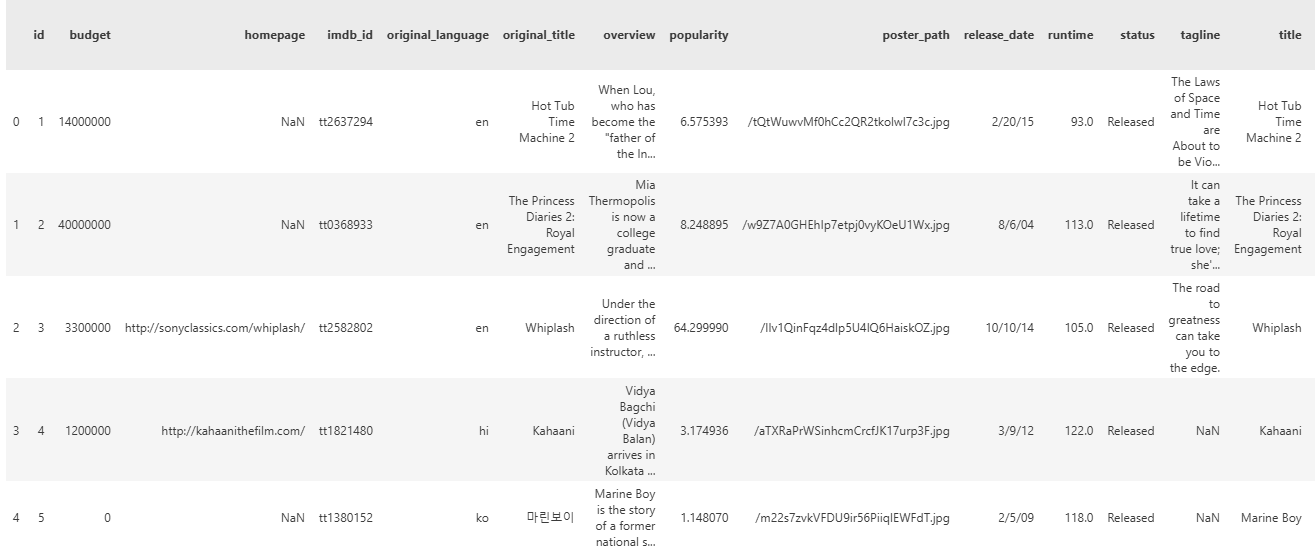 id budget homepage imdb_id original_language original_title overview popularity poster_path release_date runtime status tagline title
0 1 14000000 NaN tt2637294 en Hot Tub Time Machine 2 When Lou, who has become the "father of the In... 6.575393 /tQtWuwvMf0hCc2QR2tkolwl7c3c.jpg 2/20/15 93.0 Released The Laws of Space and Time are About to be Vio... Hot Tub Time Machine 2
1 2 40000000 NaN tt0368933 en The Princess Diaries 2: Royal Engagement Mia Thermopolis is now a college graduate and ... 8.248895 /w9Z7A0GHEhIp7etpj0vyKOeU1Wx.jpg 8/6/04 113.0 Released It can take a lifetime to find true love; she'... The Princess Diaries 2: Royal Engagement
2 3 3300000 http://sonyclassics.com/whiplash/ tt2582802 en Whiplash Under the direction of a ruthless instructor, ... 64.299990 /lIv1QinFqz4dlp5U4lQ6HaiskOZ.jpg 10/10/14 105.0 Released The road to greatness can take you to the edge. Whiplash
3 4 1200000 http://kahaanithefilm.com/ tt1821480 hi Kahaani Vidya Bagchi (Vidya Balan) arrives in Kolkata ... 3.174936 /aTXRaPrWSinhcmCrcfJK17urp3F.jpg 3/9/12 122.0 Released NaN Kahaani
4 5 0 NaN tt1380152 ko 마린보이 Marine Boy is the story of a former national s... 1.148070 /m22s7zvkVFDU9ir56PiiqIEWFdT.jpg 2/5/09 118.0 Released NaN Marine Boy